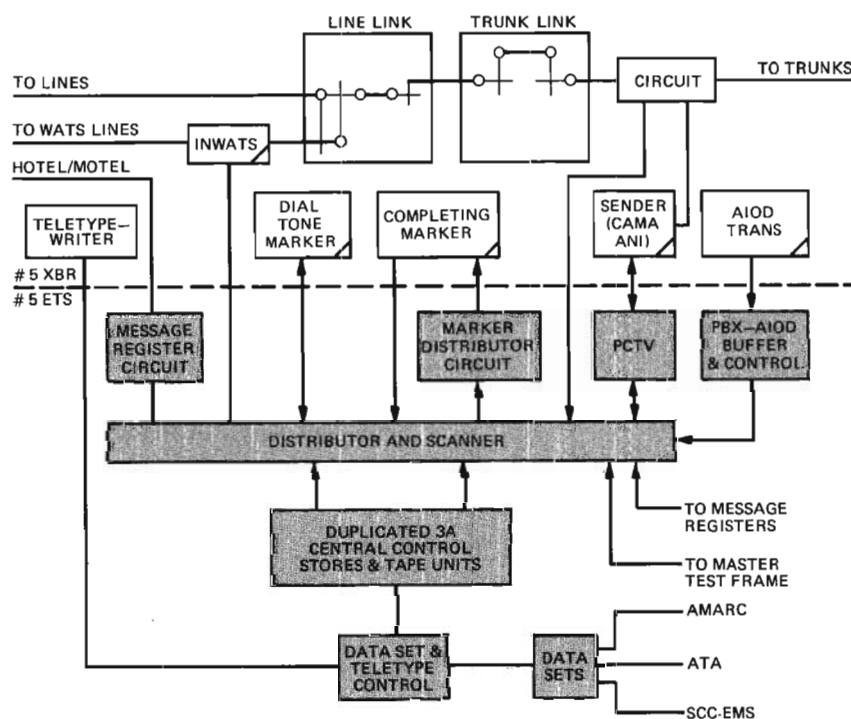 LINE LINK
TRUNK LINK
TO LINES
CIRCUIT
TO TRUNKS
TO WATS LINES
INWATS
HOTEL/MOTEL
TELETYPE–
WRITER
DIAL
TONE
MARKER
COMPLETING
MARKER
SENDER
(CAMA
ANI)
AIOD
TRANS
# 5 XBR
# 5 ETS
MESSAGE
REGISTER
CIRCUIT
MARKER
DISTRIBUTOR
CIRCUIT
PCTV
PBX–AIOD
BUFFER
& CONTROL
DISTRIBUTOR AND SCANNER
DUPLICATED 3A
CENTRAL CONTROL
STORES & TAPE UNITS
TO MESSAGE
REGISTERS
TO MASTER
TEST FRAME
DATA SET &
TELETYPE
CONTROL
DATA
SETS
AMARC
ATA
SCC-EMS